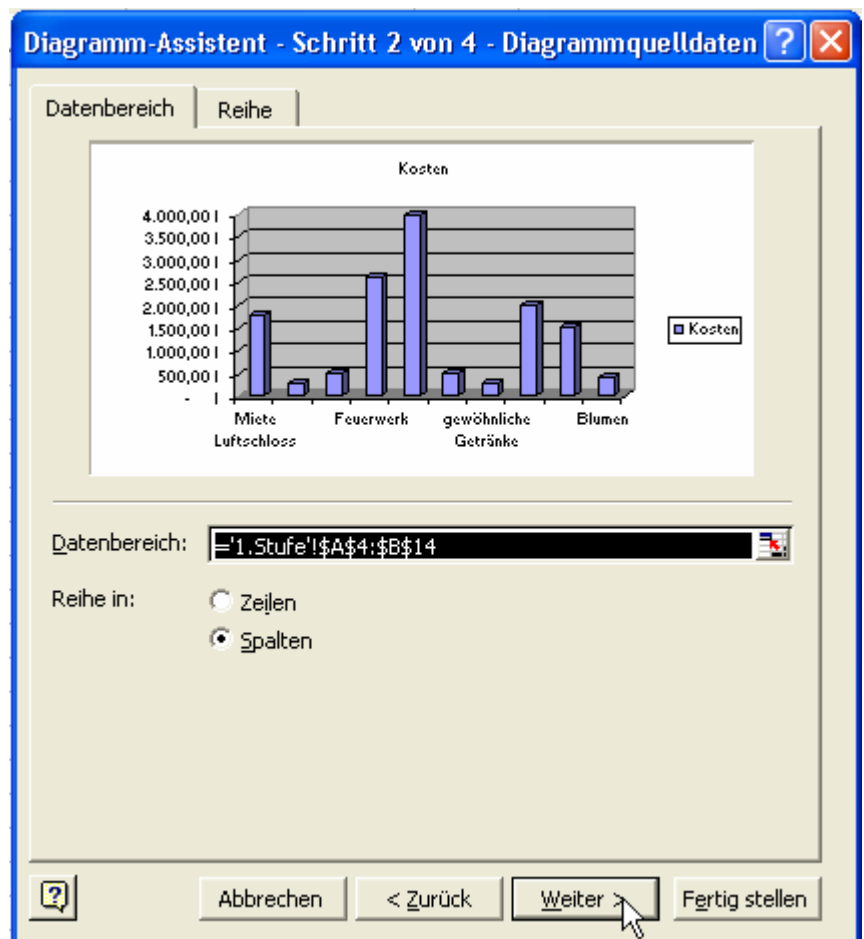 Diagramm-Assistent - Schritt 2 von 4 - Diagrammquelldaten
Datenbereich
Reihe
Kosten
4.000,00 l
3.500,00 l
3.000,00 l
2.500,00 l
2.000,00 l
1.500,00 l
1.000,00 l
500,00 l
- l
Miete
Luftschloss
Feuerwerk
gewöhnliche
Getränke
Blumen
Kosten
Datenbereich:
='1.Stufe'!$A$4:$B$14
Reihe in:
Zeilen
Spalten
Abbrechen
< Zurück
Weiter >
Fertig stellen